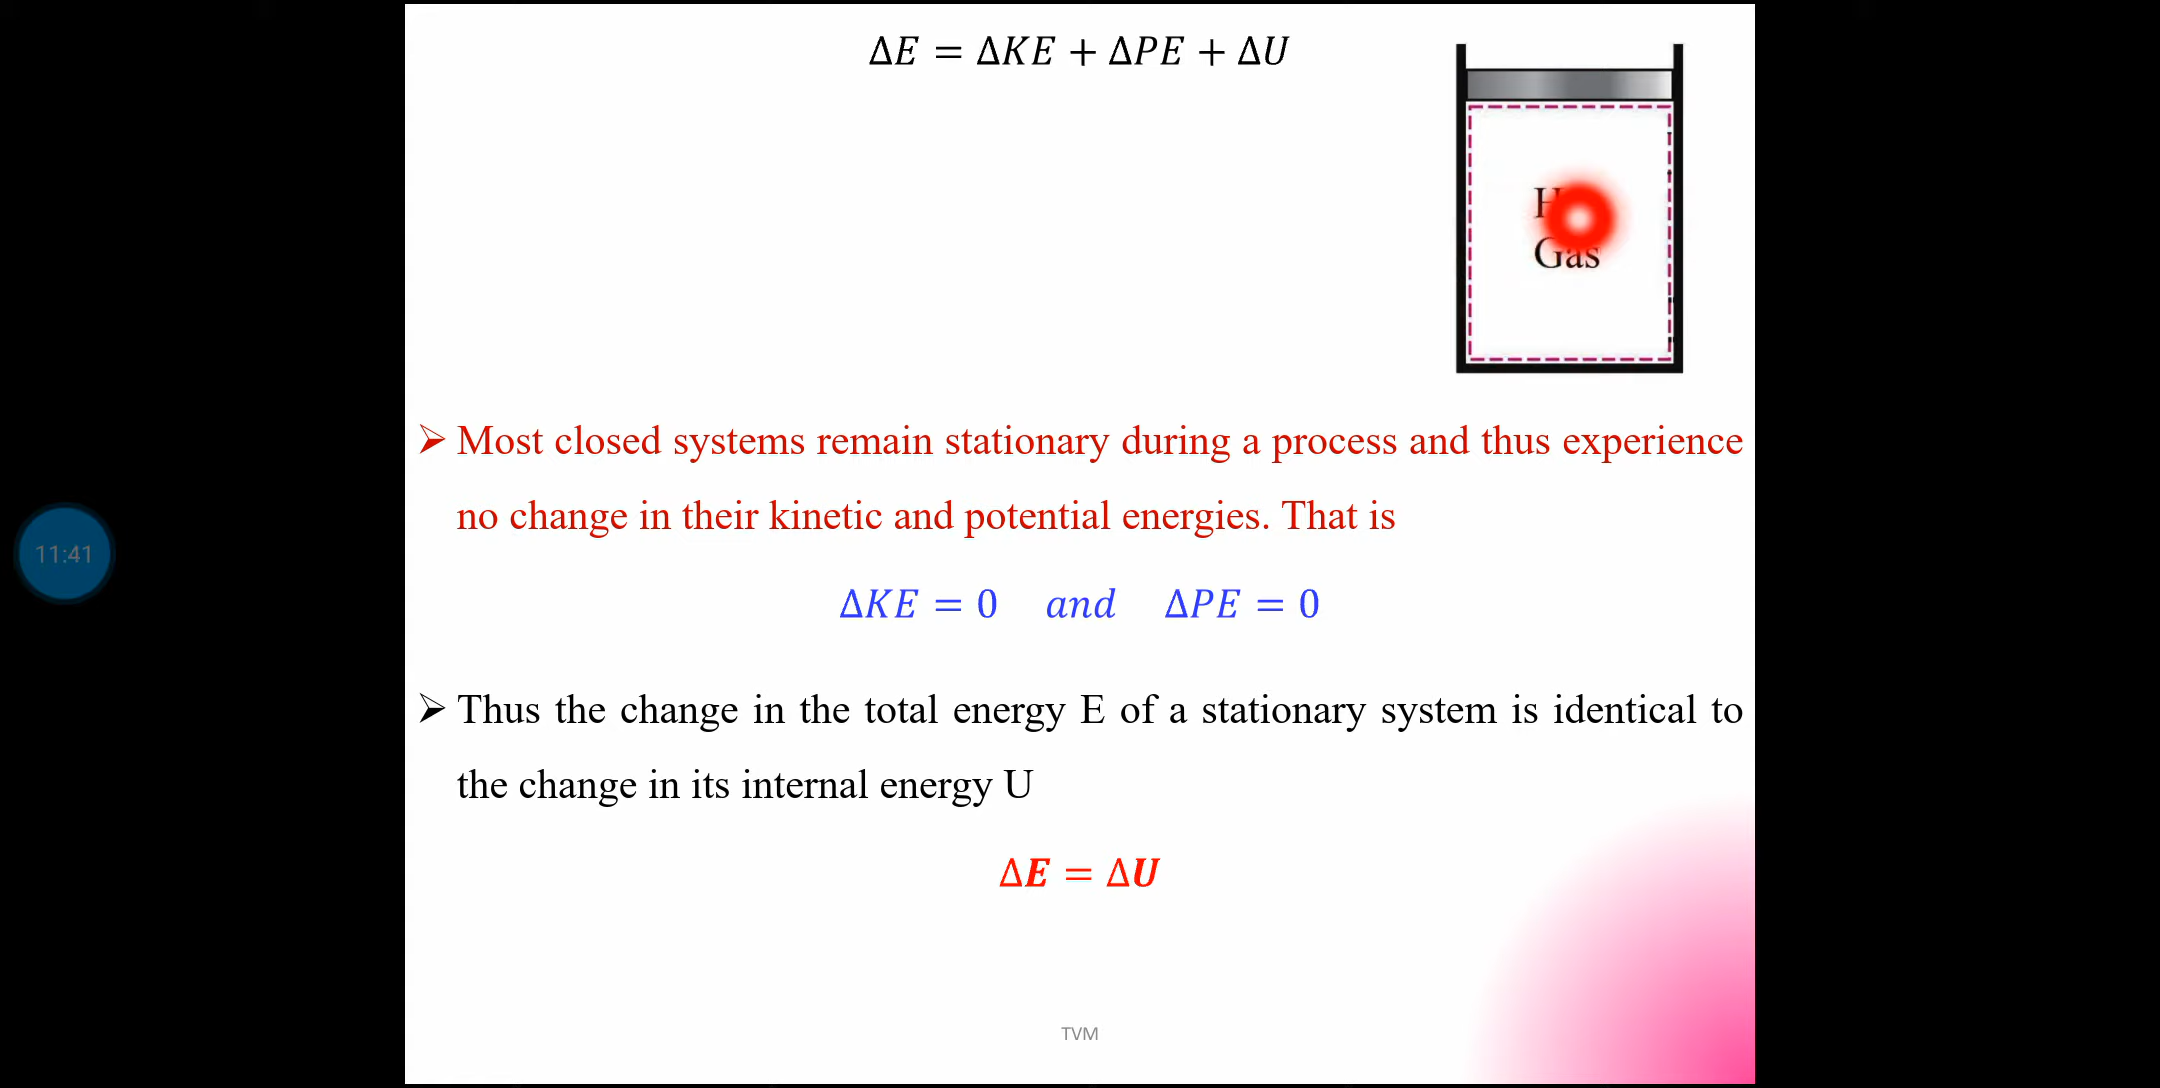 ΔE = ΔKE + ΔPE + ΔU
Gas
➢ Most closed systems remain stationary during a process and thus experience
no change in their kinetic and potential energies. That is
ΔKE = 0 and ΔPE = 0
➢ Thus the change in the total energy E of a stationary system is identical to
the change in its internal energy U
ΔE = ΔU
11:41
TVM